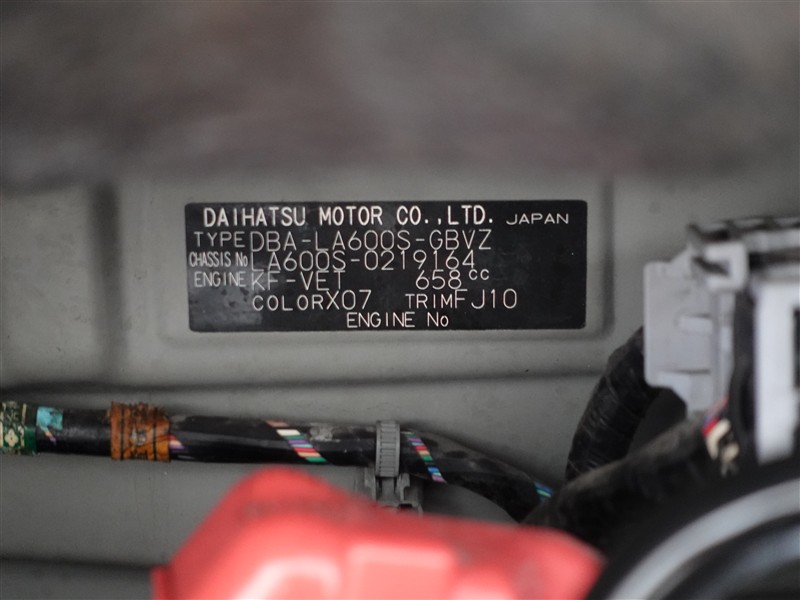 DAIHATSU MOTOR CO.,LTD. JAPAN
TYPE DBA-LA600S-GBVZ
CHASSIS No LA600S-0219164
ENGINE KF-VET 658cc
COLOR X07 TRIM FJ10
ENGINE No